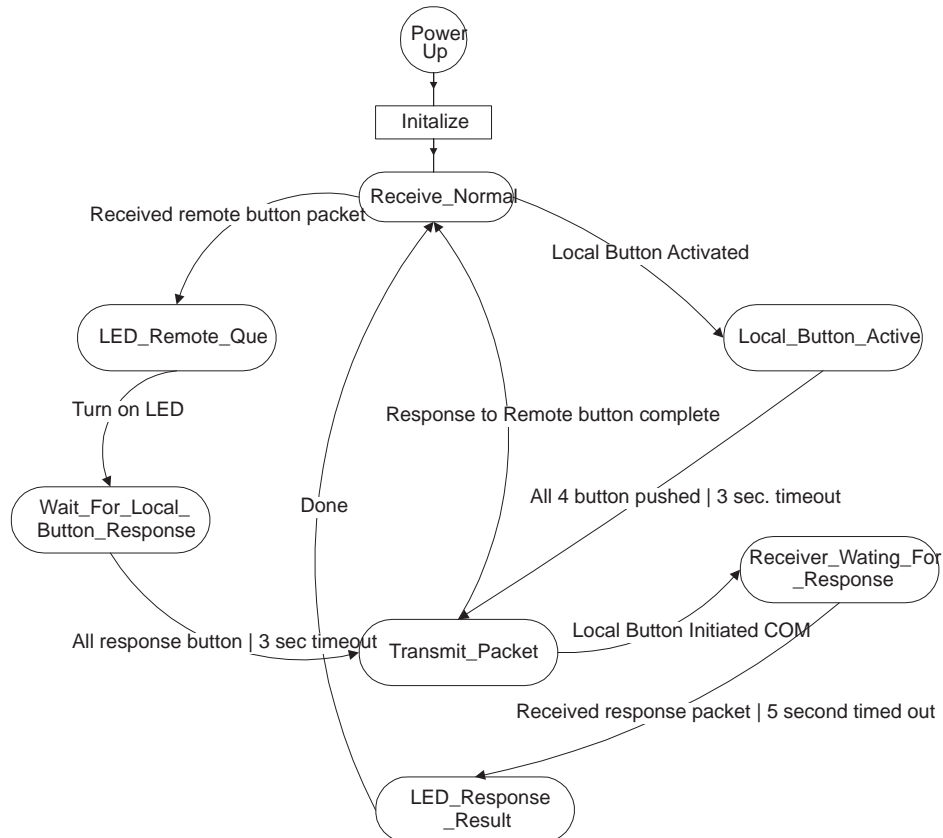 Power
Up
Initalize
Receive_Normal
Received remote button packet
Local Button Activated
LED_Remote_Que
Local_Button_Active
Turn on LED
Response to Remote button complete
Wait_For_Local_
Button_Response
Done
All 4 button pushed | 3 sec. timeout
Receiver_Wating_For
_Response
All response button | 3 sec timeout
Transmit_Packet
Local Button Initiated COM
Received response packet | 5 second timed out
LED_Response
_Result